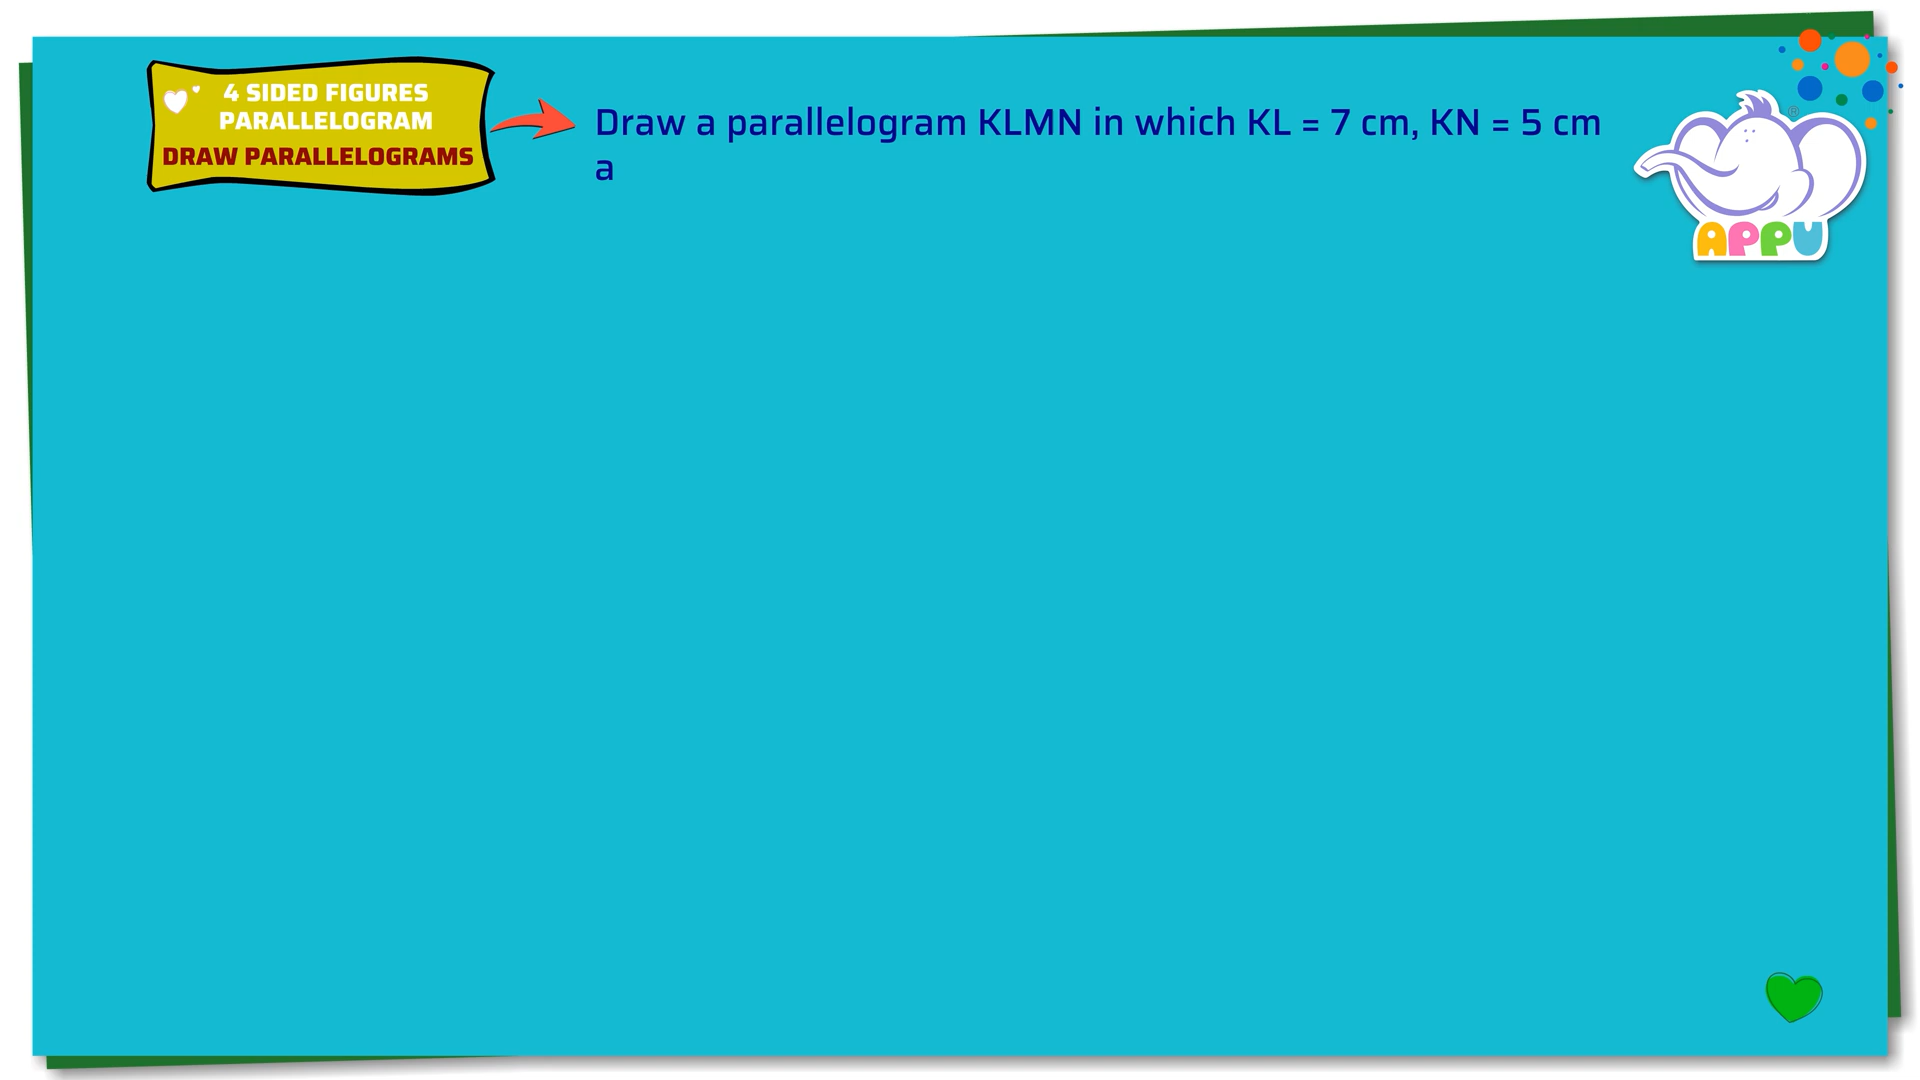 4 SIDED FIGURES
PARALLELOGRAM
DRAW PARALLELOGRAMS
Draw a parallelogram KLMN in which KL = 7 cm, KN = 5 cm
a
®
APPU